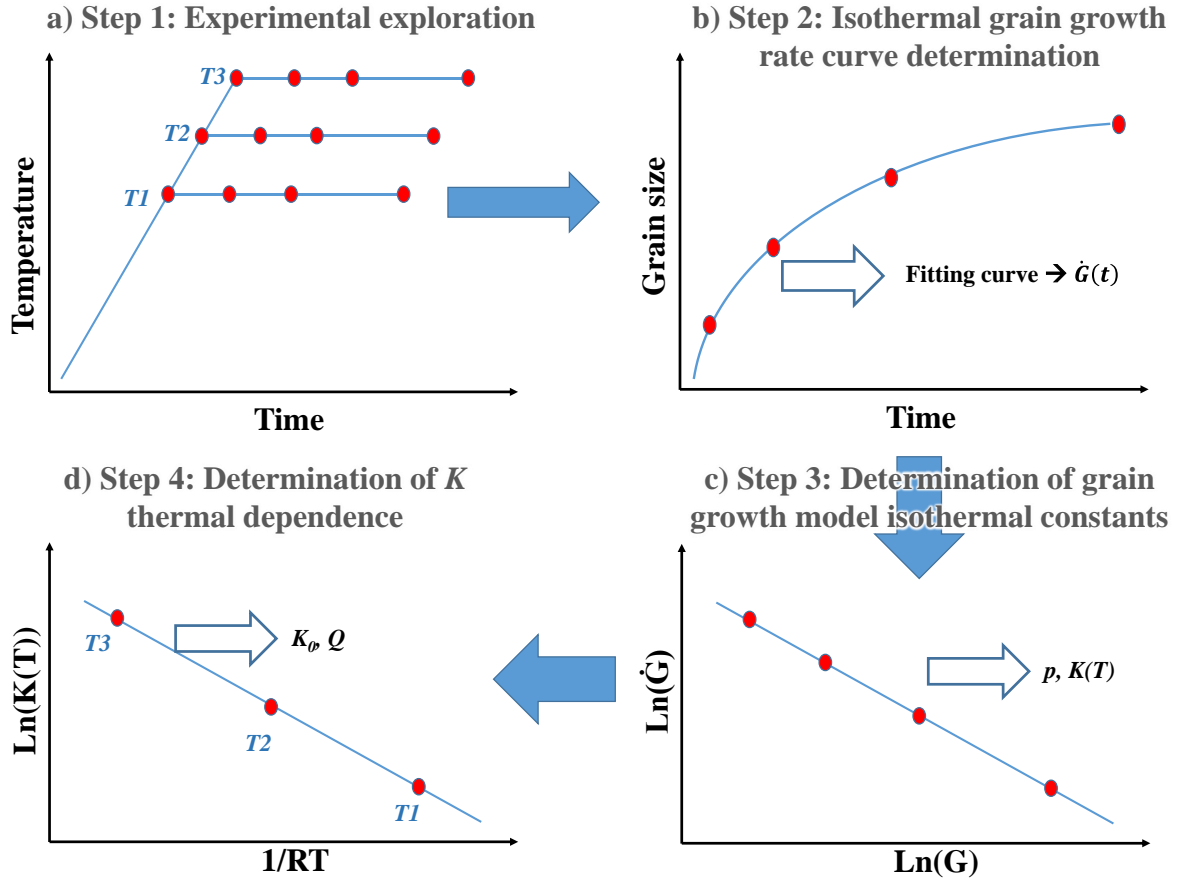 a) Step 1: Experimental exploration
T3
T2
T1
Temperature
Time
b) Step 2: Isothermal grain growth
rate curve determination
Grain size
Fitting curve → Ġ(t)
Time
d) Step 4: Determination of K
thermal dependence
T3
K₀, Q
T2
T1
Ln(K(T))
1/RT
c) Step 3: Determination of grain
growth model isothermal constants
Ln(Ġ)
p, K(T)
Ln(G)